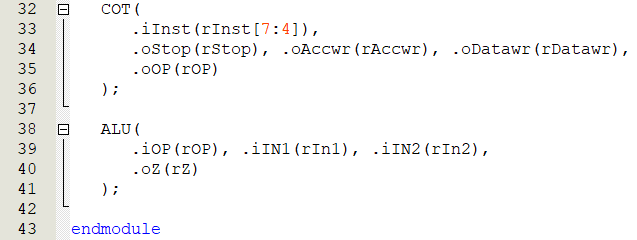 32 COT(
33 .iInst(rInst[7:4]),
34 .oStop(rStop), .oAccwr(rAccwr), .oDatawr(rDatawr),
35 .oOP(rOP)
36 );
37
38 ALU(
39 .iOP(rOP), .iIN1(rIn1), .iIN2(rIn2),
40 .oZ(rZ)
41 );
42
43 endmodule